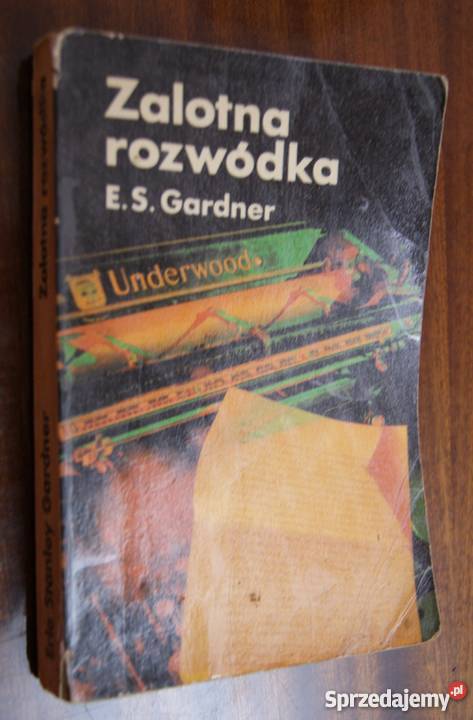 Zalotna
rozwódka
E. S. Gardner
Underwood.
Erle Stanley Gardner
Zalotna rozwódka
Sprzedajemy.pl